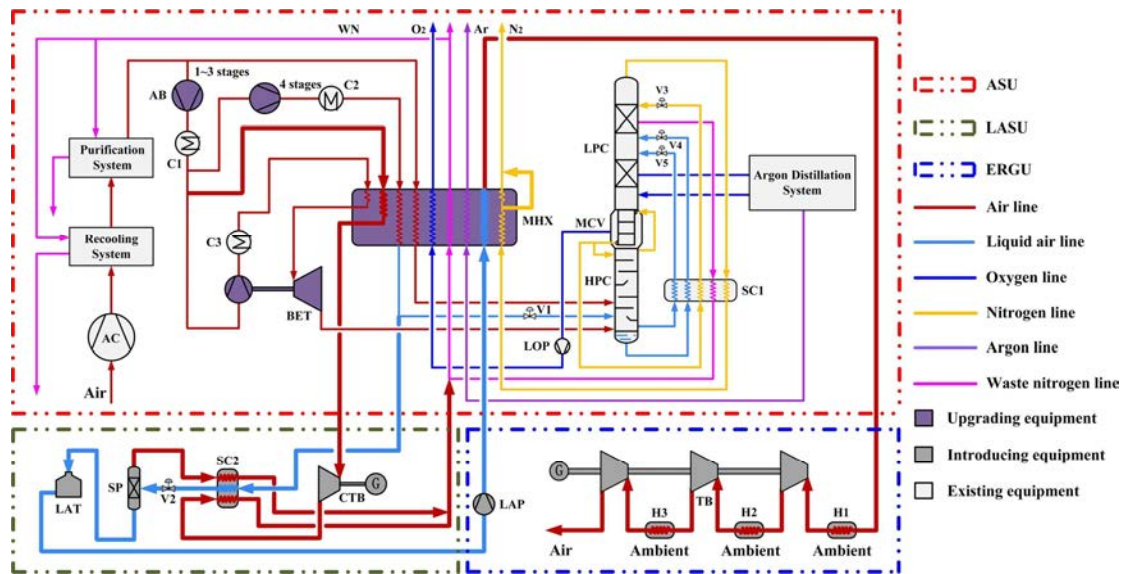 WN
O2
Ar
N2
1~3 stages
4 stages
C2
AB
V3
LPC
V4
V5
Purification
System
C1
Argon Distillation
System
MHX
MCV
C3
Recooling
System
HPC
SC1
BET
V1
AC
LOP
Air
SC2
SP
V2
LAT
CTB
G
LAP
G
TB
H3
H2
H1
Air
Ambient
Ambient
Ambient
ASU
LASU
ERGU
Air line
Liquid air line
Oxygen line
Nitrogen line
Argon line
Waste nitrogen line
Upgrading equipment
Introducing equipment
Existing equipment